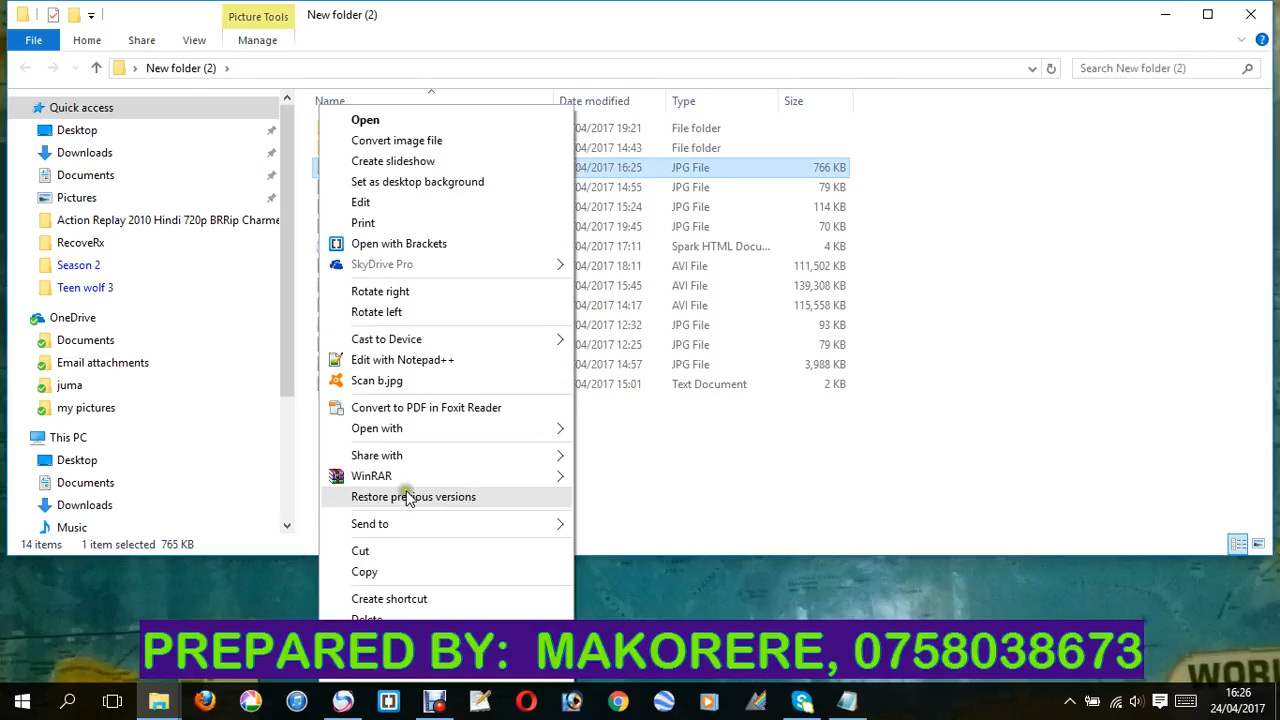 Picture Tools New folder (2)
File Home Share View Manage
New folder (2) Search New folder (2)
Name Date modified Type Size
Quick access
Desktop
Downloads
Documents
Pictures
Action Replay 2010 Hindi 720p BRRip Charme
RecoveRx
Season 2
Teen wolf 3
OneDrive
Documents
Email attachments
juma
my pictures
This PC
Desktop
Documents
Downloads
Music
14 items 1 item selected 765 KB
Open
Convert image file
Create slideshow
Set as desktop background
Edit
Print
Open with Brackets
SkyDrive Pro
Rotate right
Rotate left
Cast to Device
Edit with Notepad++
Scan b.jpg
Convert to PDF in Foxit Reader
Open with
Share with
WinRAR
Restore previous versions
Send to
Cut
Copy
Create shortcut
04/2017 19:21 File folder
04/2017 14:43 File folder
04/2017 16:25 JPG File 766 KB
04/2017 14:55 JPG File 79 KB
04/2017 15:24 JPG File 114 KB
04/2017 19:45 JPG File 70 KB
04/2017 17:11 Spark HTML Docu... 4 KB
04/2017 18:11 AVI File 111,502 KB
04/2017 15:45 AVI File 139,308 KB
04/2017 14:17 AVI File 115,558 KB
04/2017 12:32 JPG File 93 KB
04/2017 12:25 JPG File 79 KB
04/2017 14:57 JPG File 3,988 KB
04/2017 15:01 Text Document 2 KB
PREPARED BY: MAKORERE, 0758038673
16:26
24/04/2017